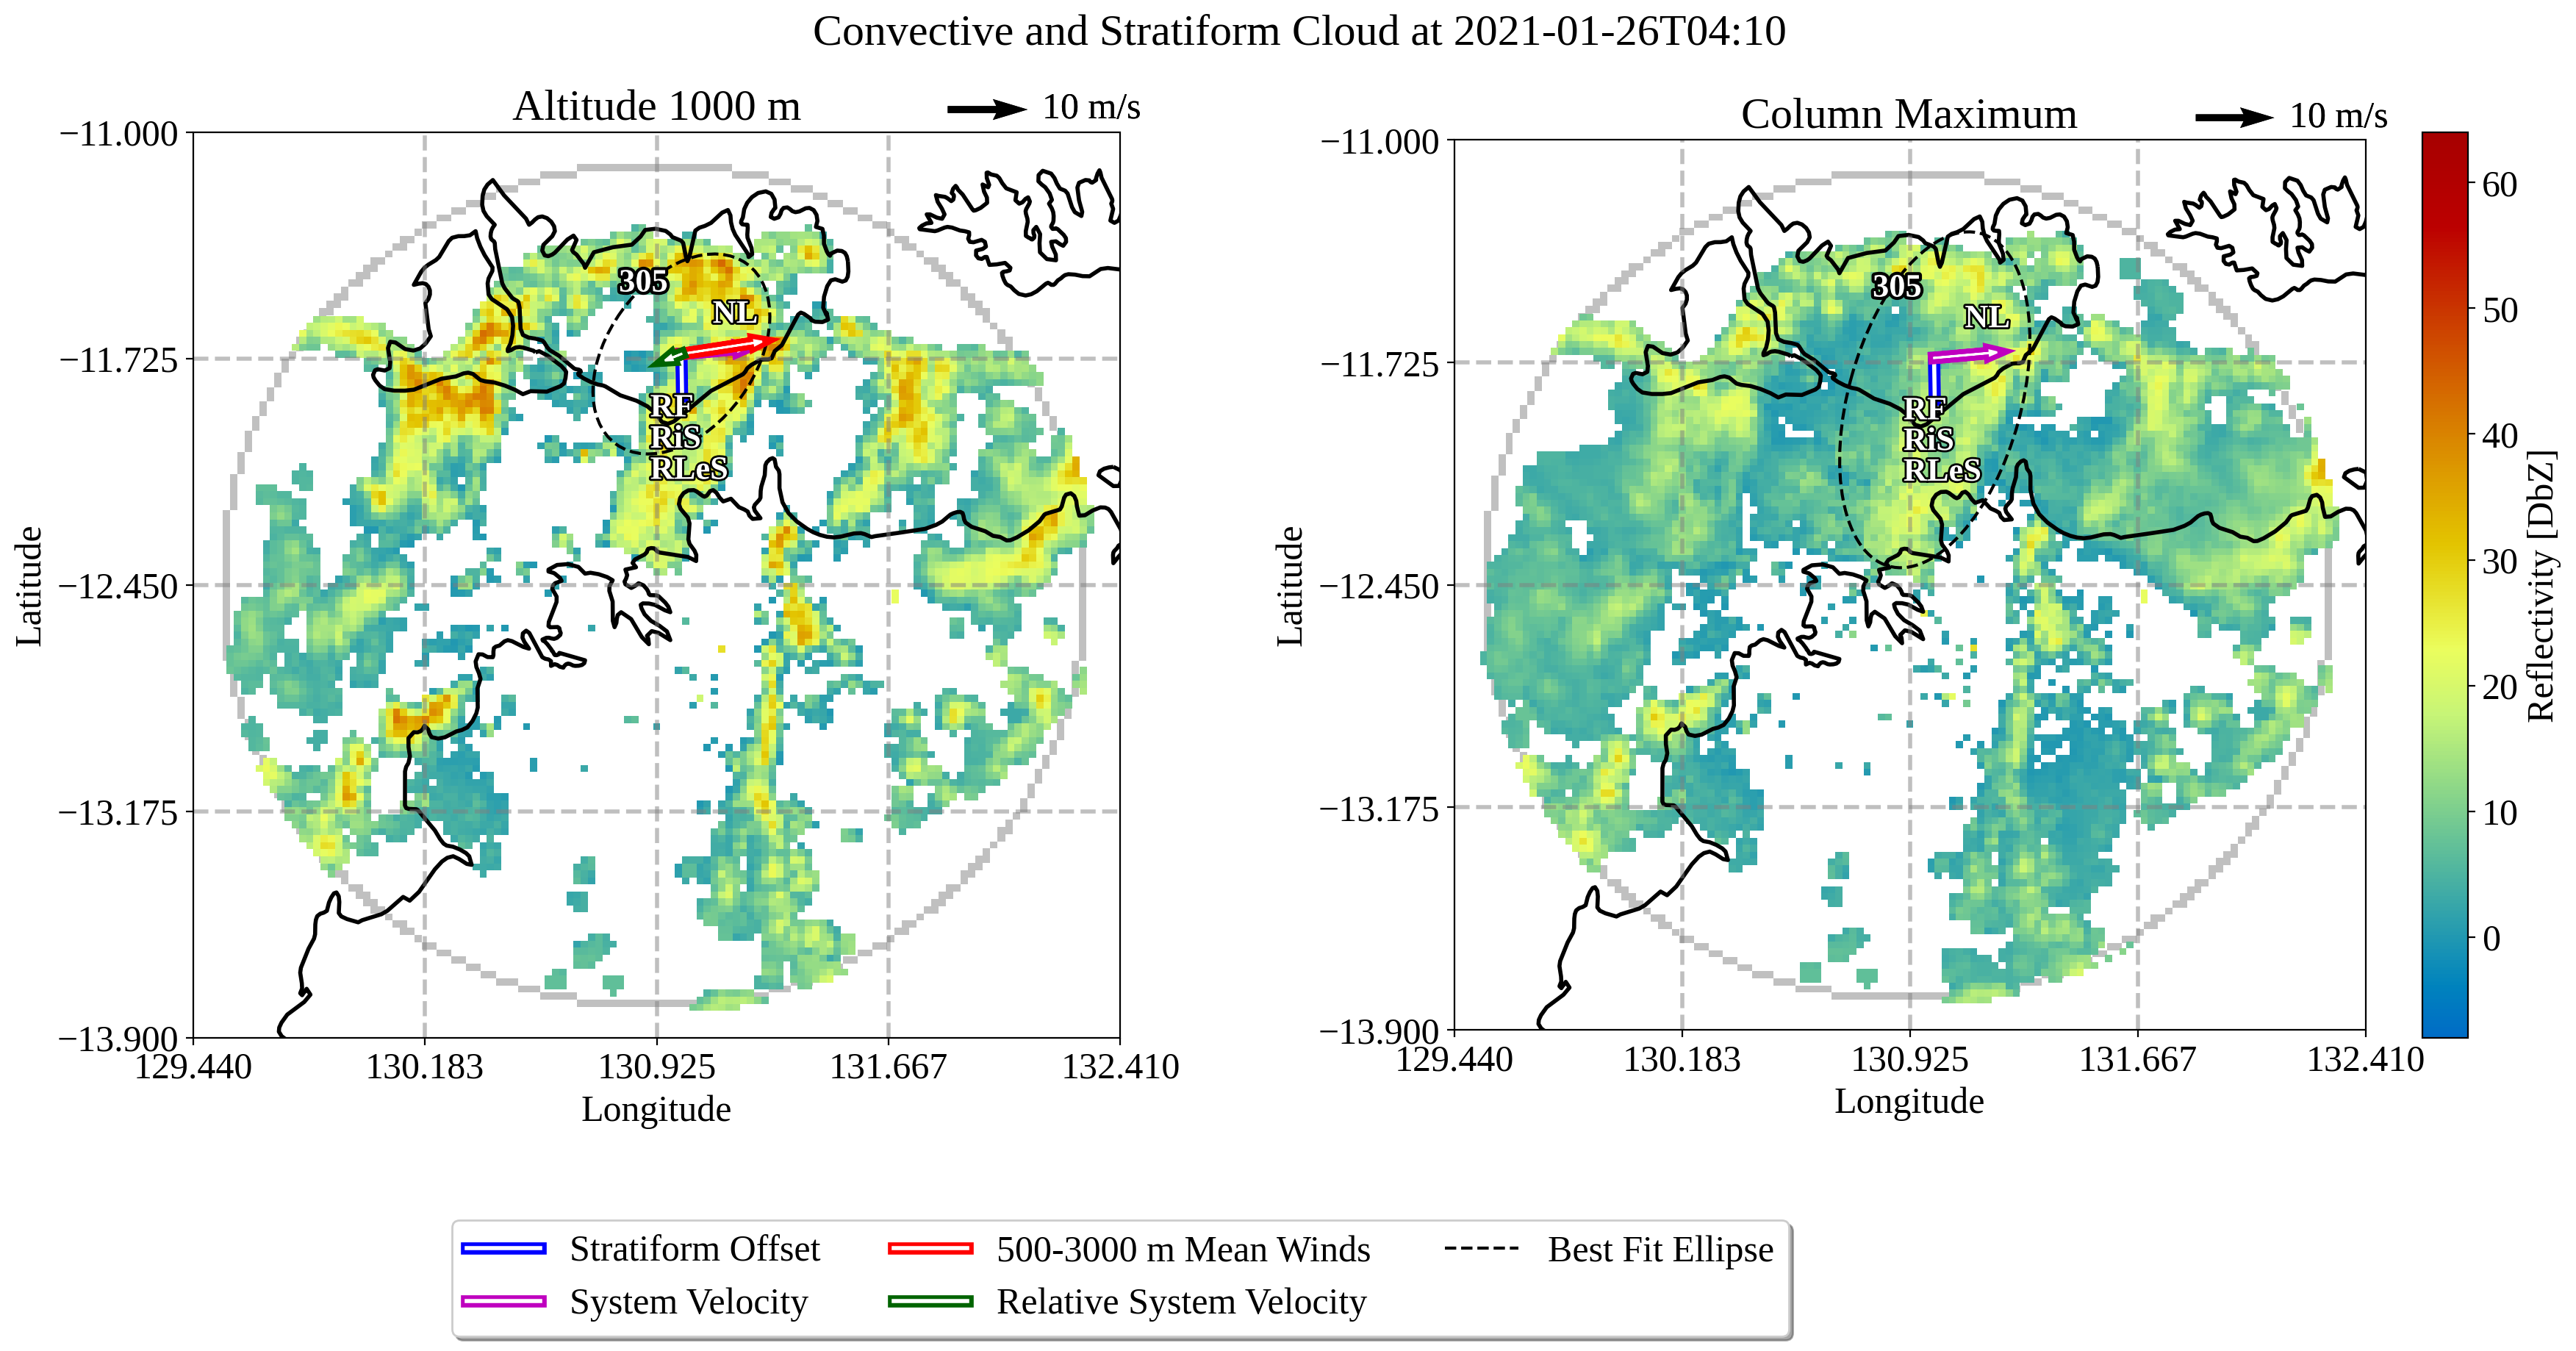 Convective and Stratiform Cloud at 2021-01-26T04:10
Altitude 1000 m
10 m/s
−11.000
−11.725
−12.450
−13.175
−13.900
Latitude
129.440
130.183
130.925
131.667
132.410
Longitude
305
NL
RF
RiS
RLeS
Column Maximum
10 m/s
−11.000
−11.725
−12.450
−13.175
−13.900
Latitude
129.440
130.183
130.925
131.667
132.410
Longitude
305
NL
RF
RiS
RLeS
60
50
40
30
20
10
0
Reflectivity [DbZ]
Stratiform Offset
System Velocity
500-3000 m Mean Winds
Relative System Velocity
Best Fit Ellipse